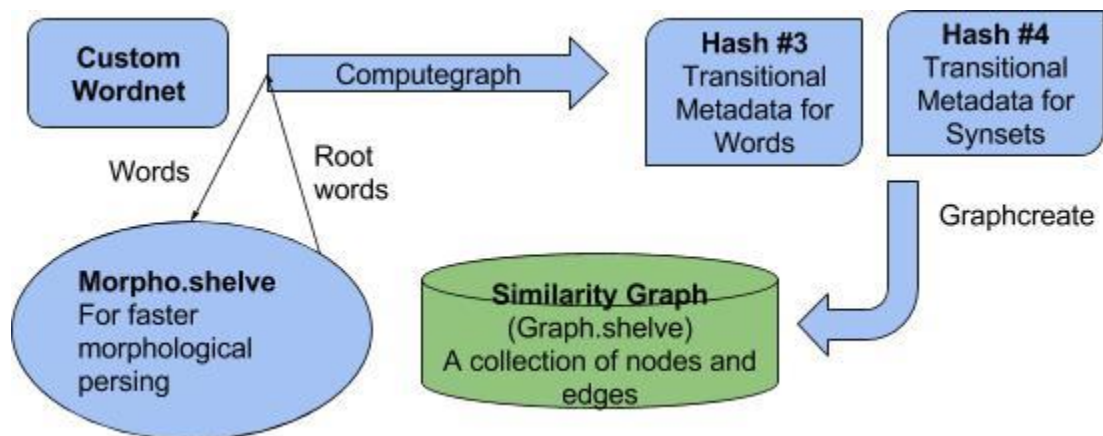 Custom
Wordnet
Computegraph
Hash #3
Transitional
Metadata for
Words
Hash #4
Transitional
Metadata for
Synsets
Words
Root
words
Graphcreate
Morpho.shelve
For faster
morphological
persing
Similarity Graph
(Graph.shelve)
A collection of nodes and
edges